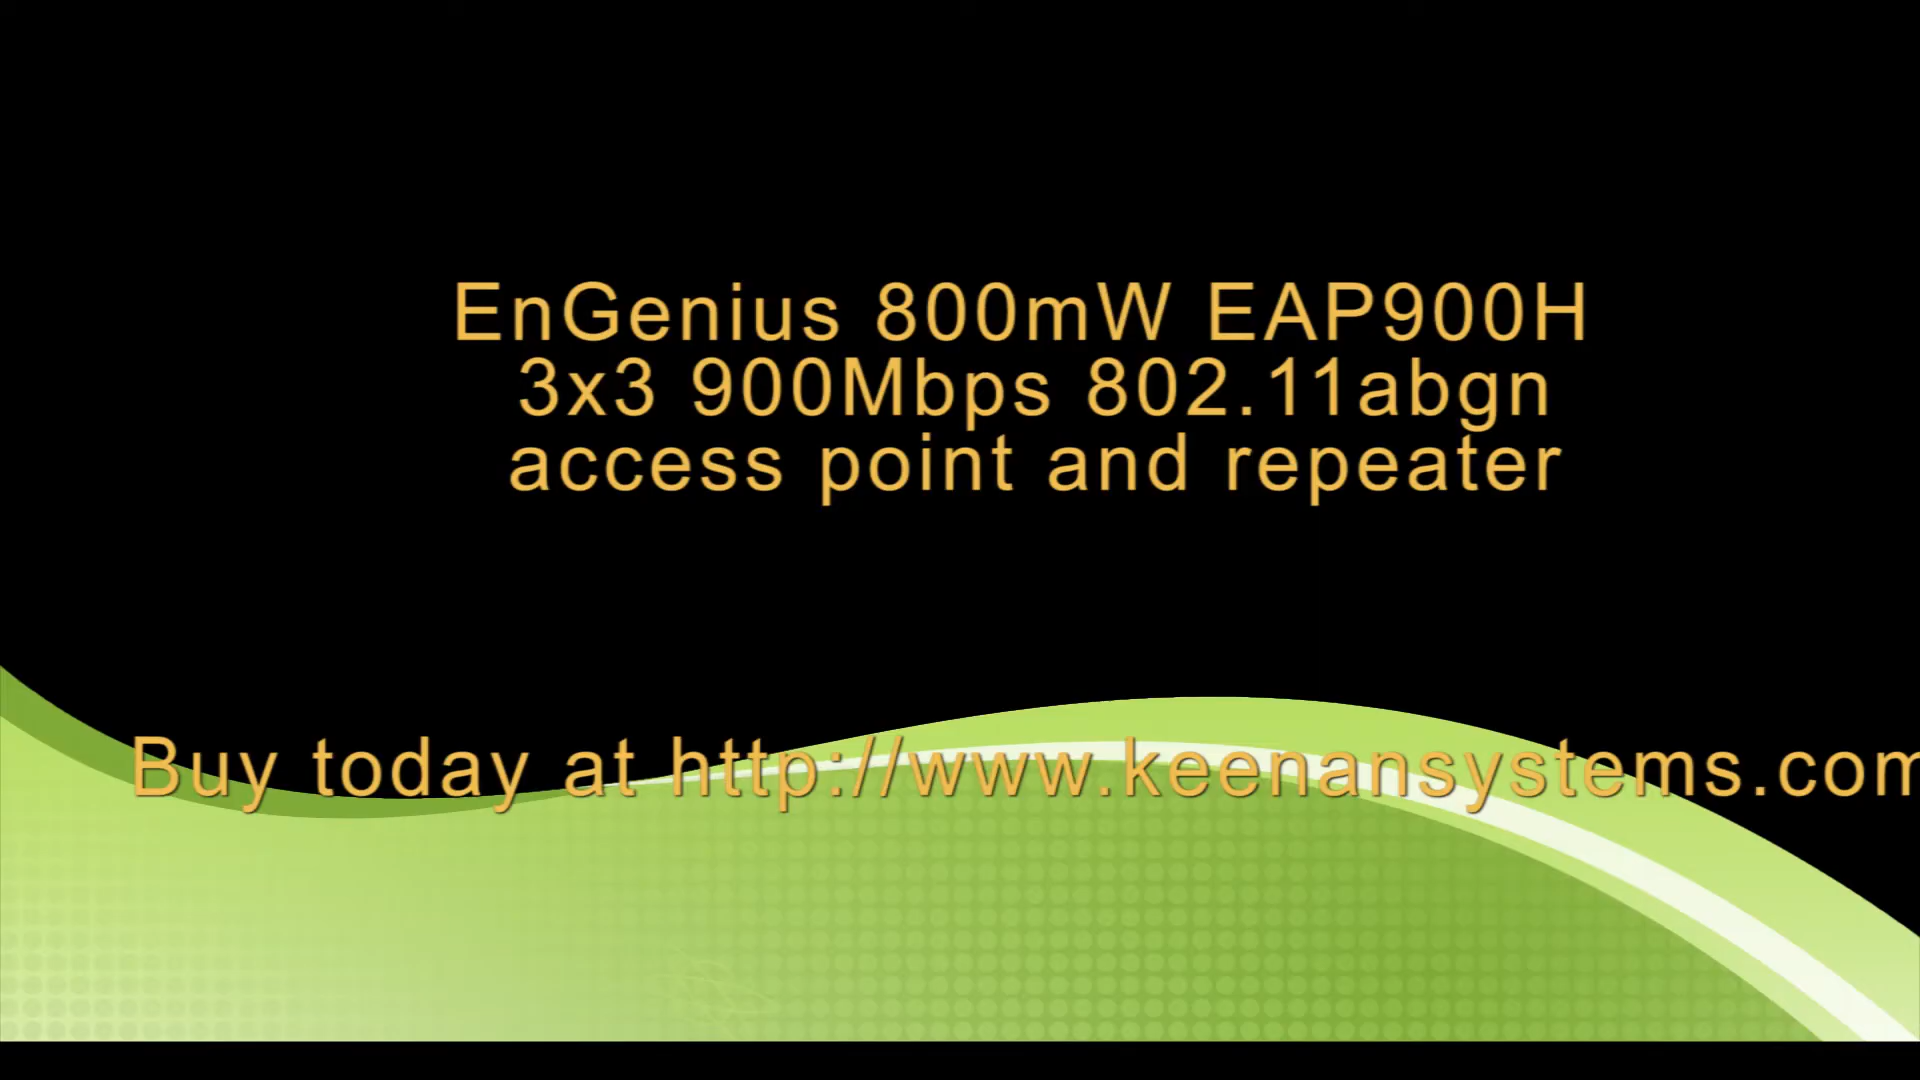 EnGenius 800mW EAP900H
3x3 900Mbps 802.11abgn
access point and repeater
Buy today at http://www.keenansystems.com